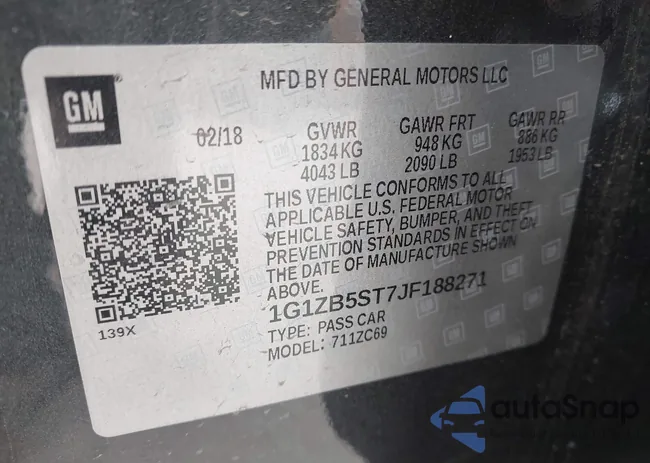 GM
MFD BY GENERAL MOTORS LLC
02/18
GVWR
1834 KG
4043 LB
GAWR FRT
948 KG
2090 LB
GAWR RR
886 KG
1953 LB
THIS VEHICLE CONFORMS TO ALL
APPLICABLE U.S. FEDERAL MOTOR
VEHICLE SAFETY, BUMPER, AND THEFT
PREVENTION STANDARDS IN EFFECT ON
THE DATE OF MANUFACTURE SHOWN
ABOVE.
1G1ZB5ST7JF188271
TYPE: PASS CAR
MODEL: 711ZC69
139X
autoSnap